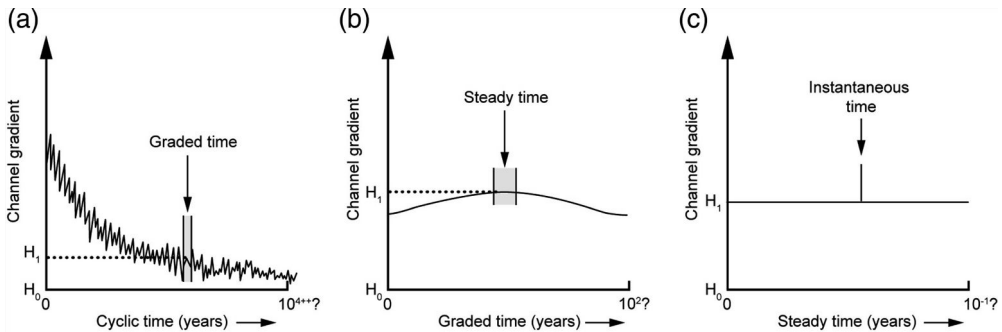 (a)
Channel gradient
Graded time
H1
H0
0
10^4++?
Cyclic time (years)
(b)
Channel gradient
Steady time
H1
H0
0
10^2?
Graded time (years)
(c)
Channel gradient
Instantaneous
time
H1
H0
0
10^-1?
Steady time (years)